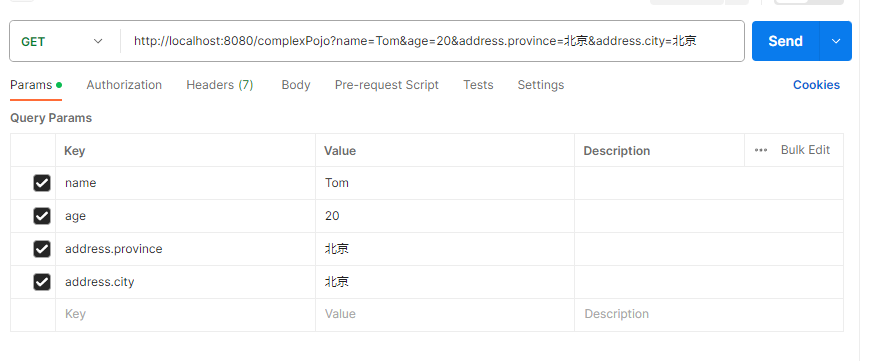 GET http://localhost:8080/complexPojo?name=Tom&age=20&address.province=北京&address.city=北京 Send
Params Authorization Headers (7) Body Pre-request Script Tests Settings Cookies
Query Params
Key Value Description ••• Bulk Edit
name Tom
age 20
address.province 北京
address.city 北京
Key Value Description